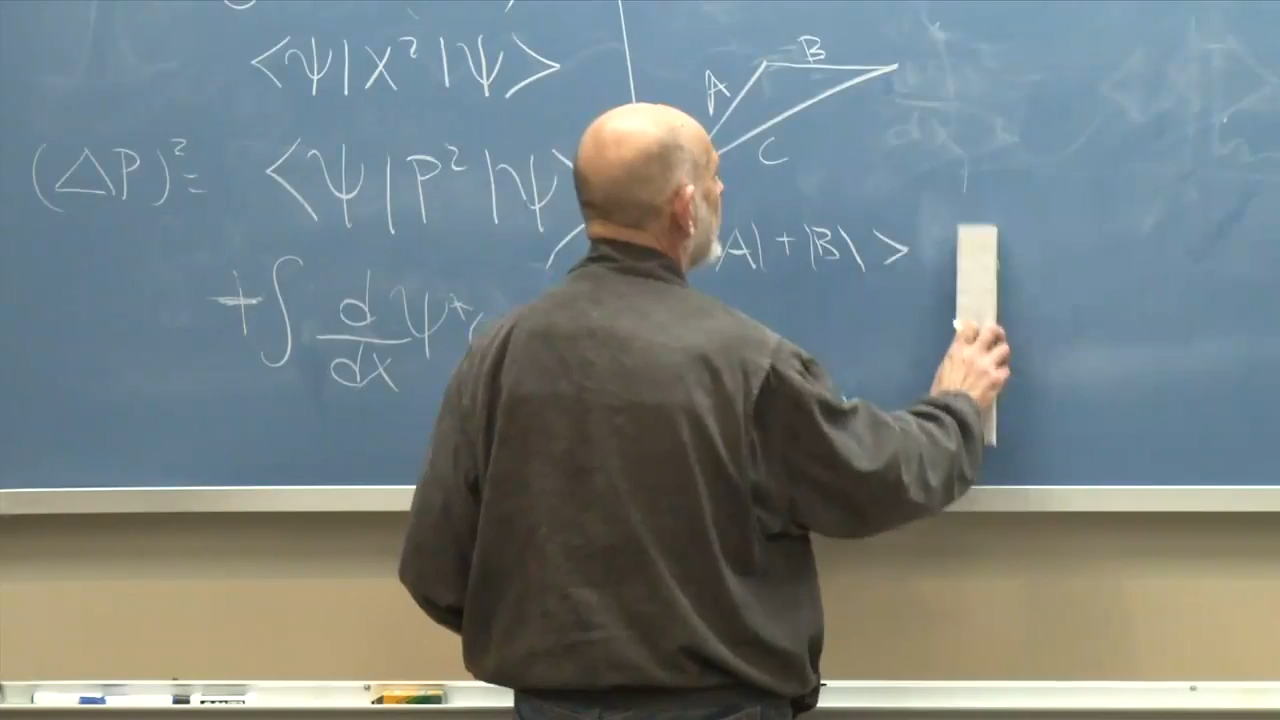 <Ψ|X²|Ψ>
(ΔP)² = <Ψ|P²|Ψ
+∫ d/dx Ψ*
A
B
C
A| + |B| >